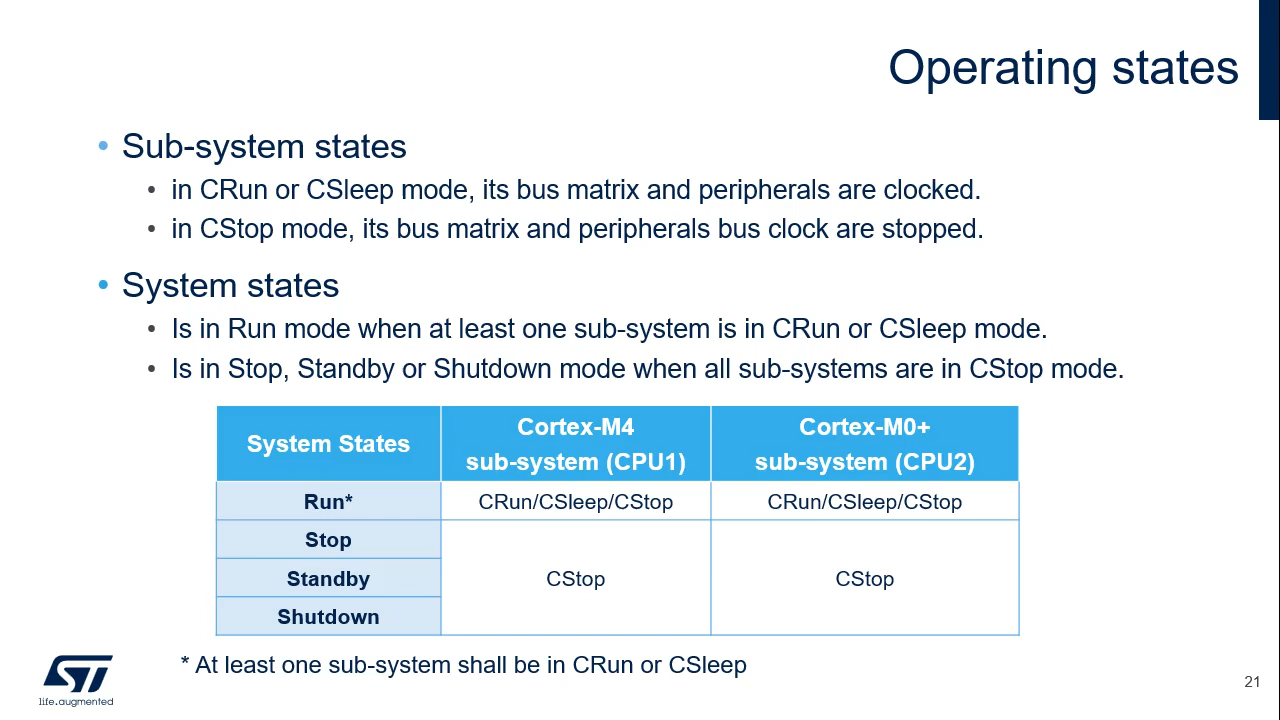 Operating states
• Sub-system states
• in CRun or CSleep mode, its bus matrix and peripherals are clocked.
• in CStop mode, its bus matrix and peripherals bus clock are stopped.
• System states
• Is in Run mode when at least one sub-system is in CRun or CSleep mode.
• Is in Stop, Standby or Shutdown mode when all sub-systems are in CStop mode.
System States
Cortex-M4
sub-system (CPU1)
Cortex-M0+
sub-system (CPU2)
Run*
CRun/CSleep/CStop
CRun/CSleep/CStop
Stop
Standby
Shutdown
CStop
CStop
* At least one sub-system shall be in CRun or CSleep
ST
life.augmented
21